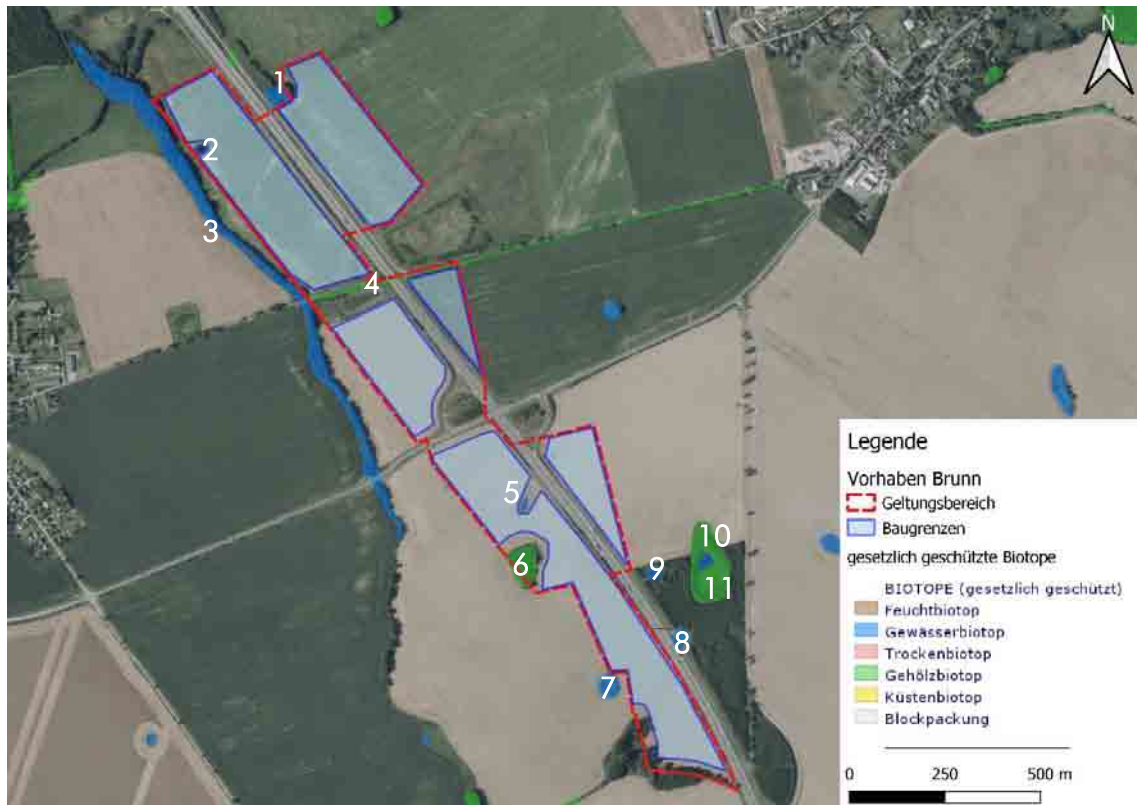 N
1
2
3
4
5
6
7
8
9
10
11
Legende
Vorhaben Brunn
Geltungsbereich
Baugrenzen
gesetzlich geschützte Biotope
BIOTOPE (gesetzlich geschützt)
Feuchtbiotop
Gewässerbiotop
Trockenbiotop
Gehölzbiotop
Küstenbiotop
Blockpackung
0 250 500 m